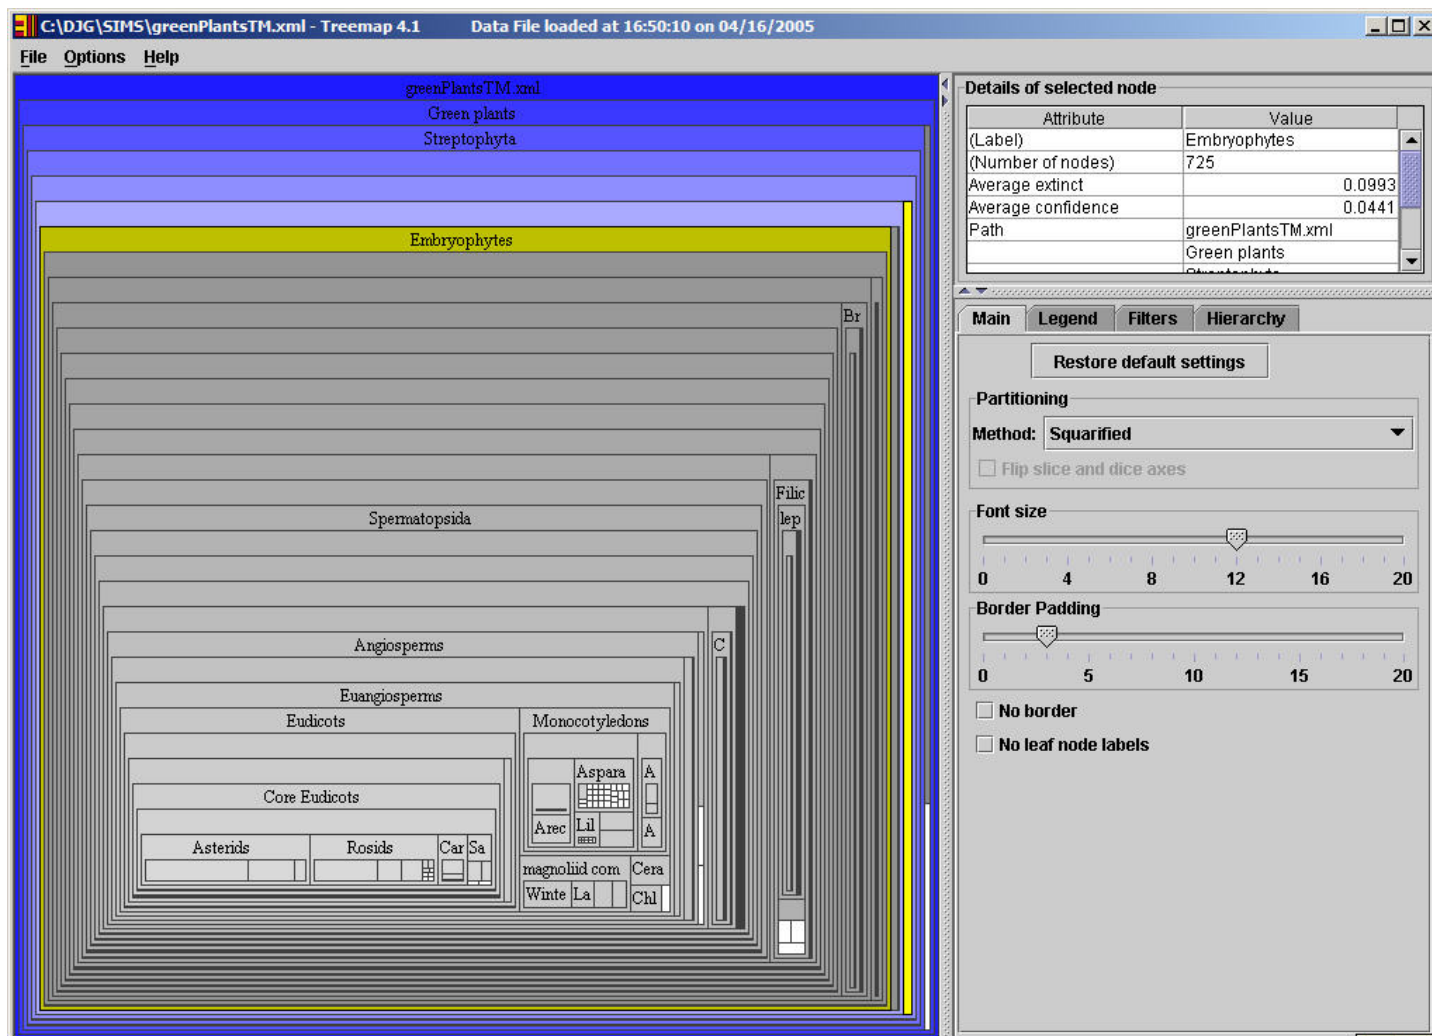 C:\DJG\SIMS\greenPlantsTM.xml - Treemap 4.1 Data File loaded at 16:50:10 on 04/16/2005
File Options Help
greenPlantsTM.xml
Green plants
Streptophyta
Embryophytes
Br
Filic
Spermatopsida
lep
Angiosperms
C
Euangiosperms
Eudicots
Monocotyledons
Aspara
A
Core Eudicots
Arec
Lil
A
Asterids
Rosids
Car
Sa
magnoliid com
Cera
Winte
La
Chl
Details of selected node
Attribute Value
(Label) Embryophytes
(Number of nodes) 725
Average extinct 0.0993
Average confidence 0.0441
Path greenPlantsTM.xml
Green plants
Streptophyta
Main Legend Filters Hierarchy
Restore default settings
Partitioning
Method: Squarified
Flip slice and dice axes
Font size
0 4 8 12 16 20
Border Padding
0 5 10 15 20
No border
No leaf node labels